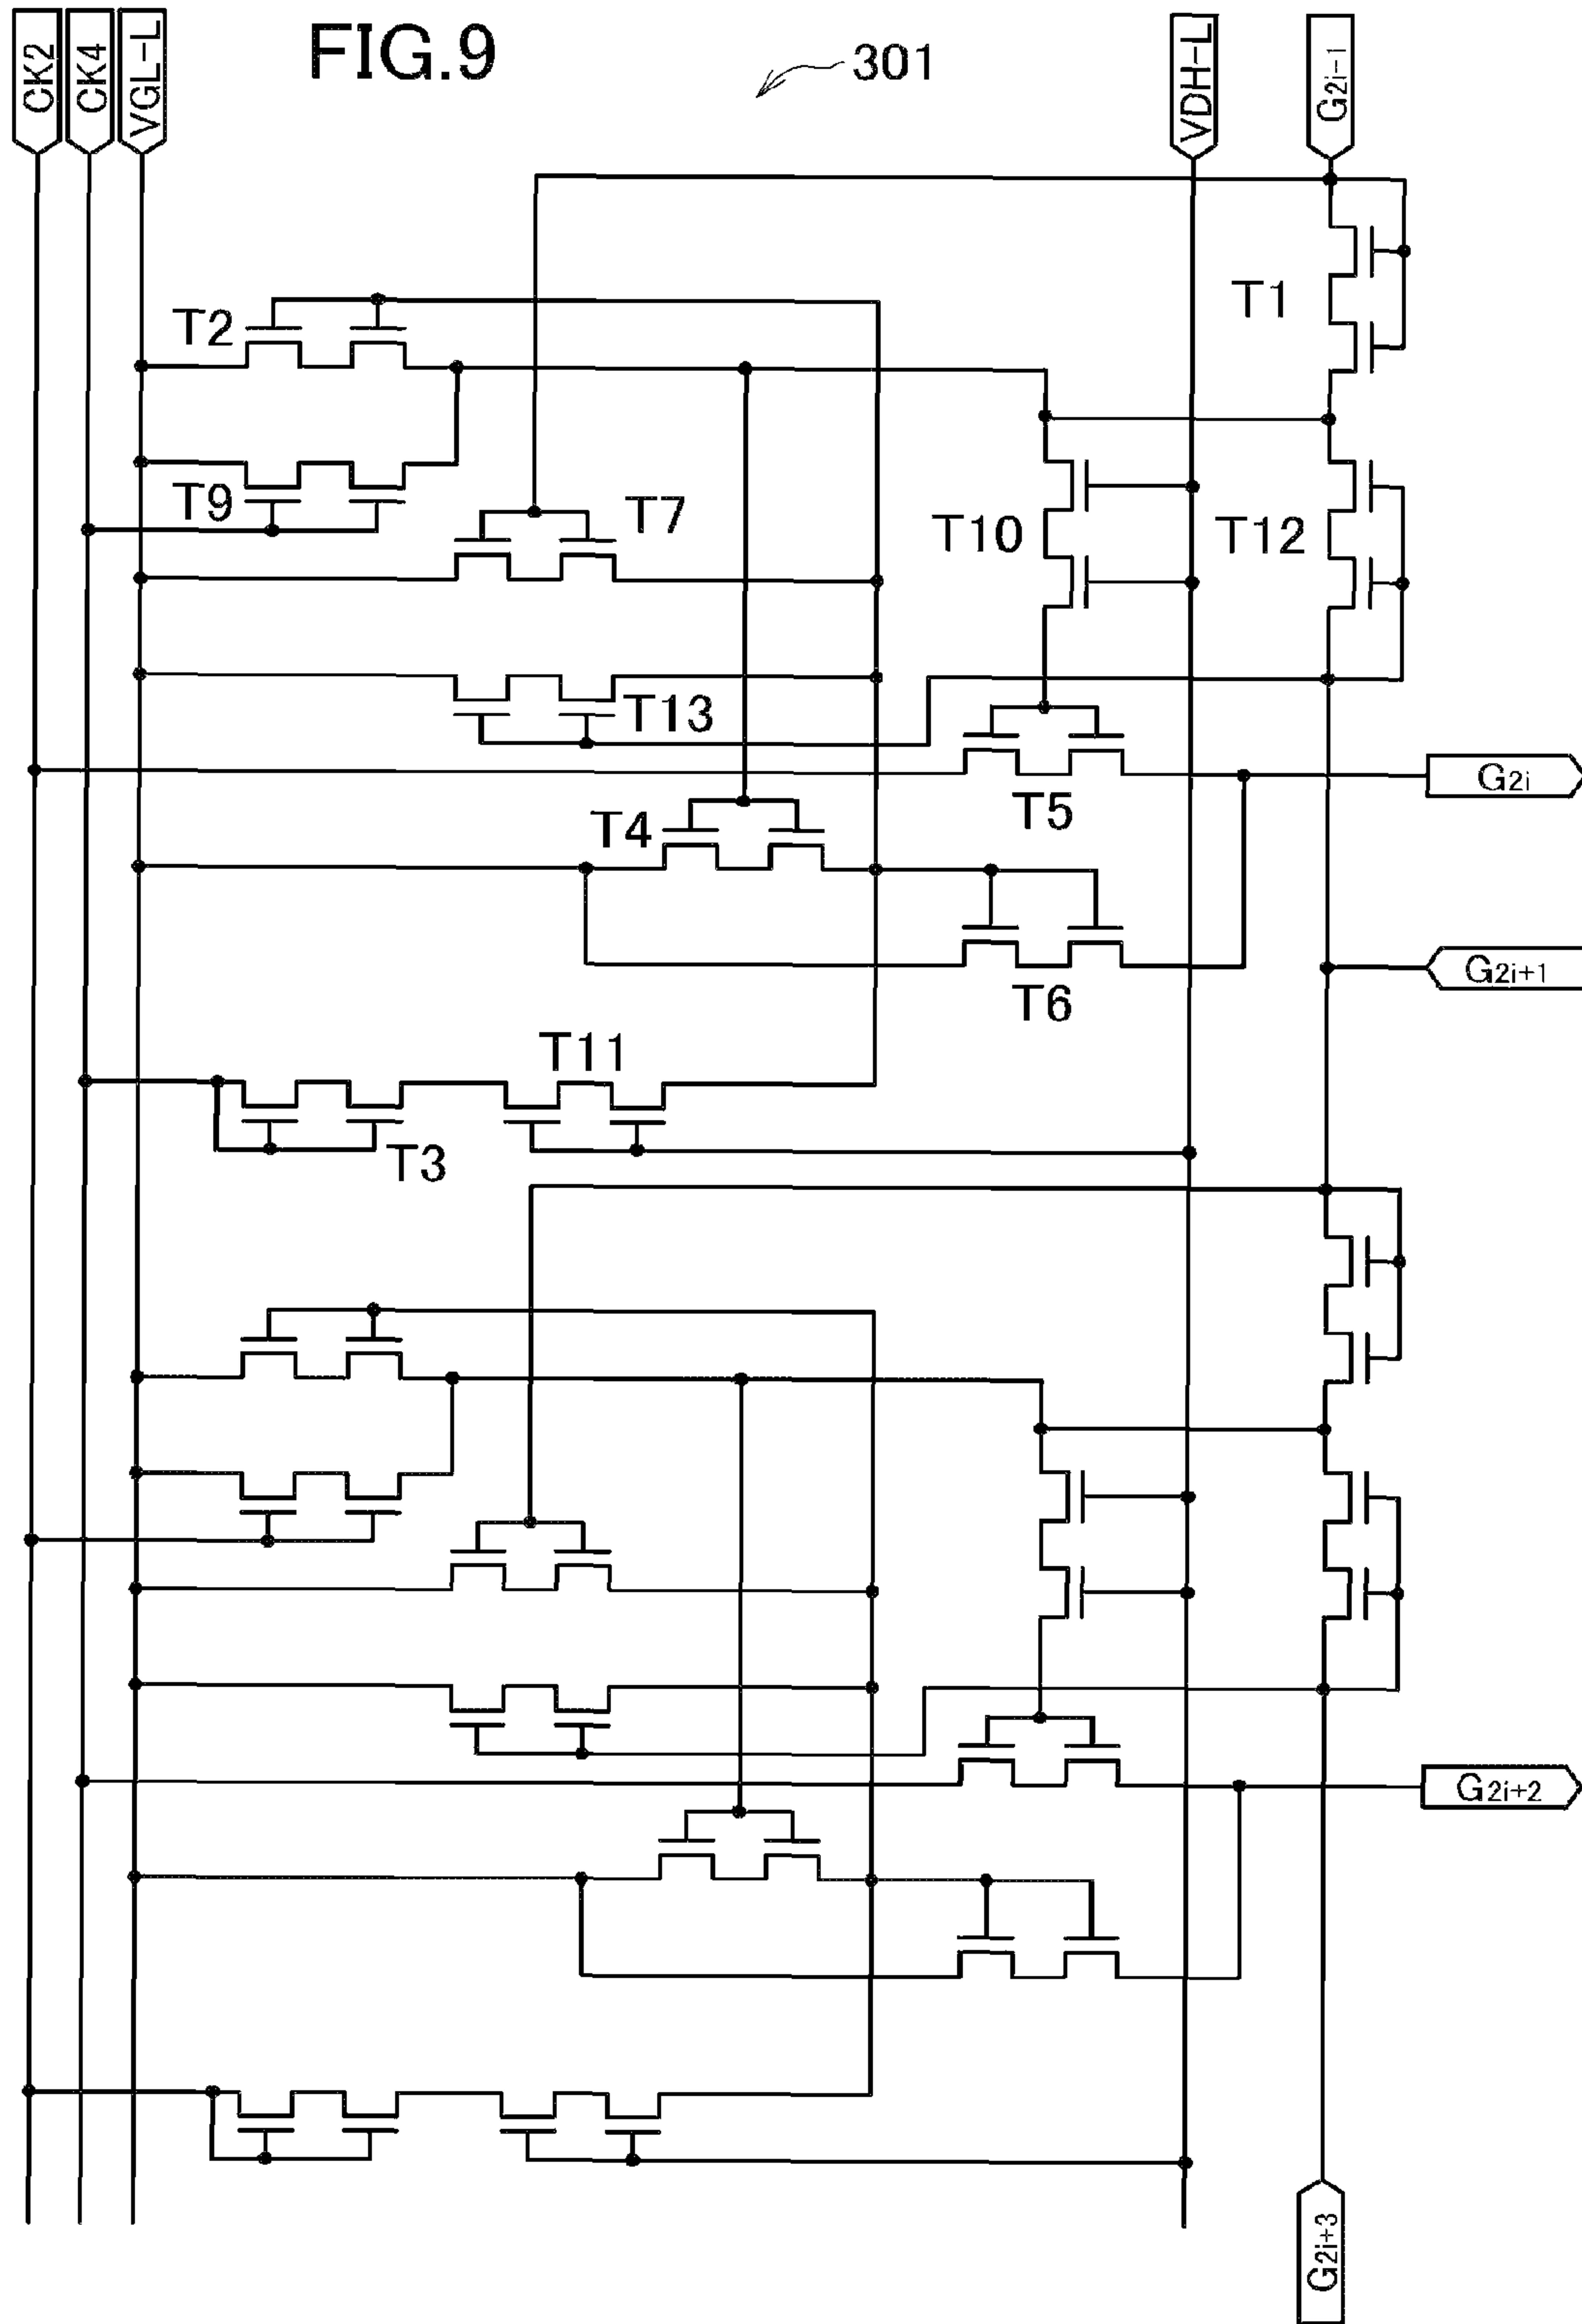 FIG.9
301
CK2
CK4
VGL-L
VDH-L
G2i-1
T1
T2
T9
T7
T10
T12
T13
T5
G2i
T4
T6
G2i+1
T11
T3
G2i+2
G2i+3